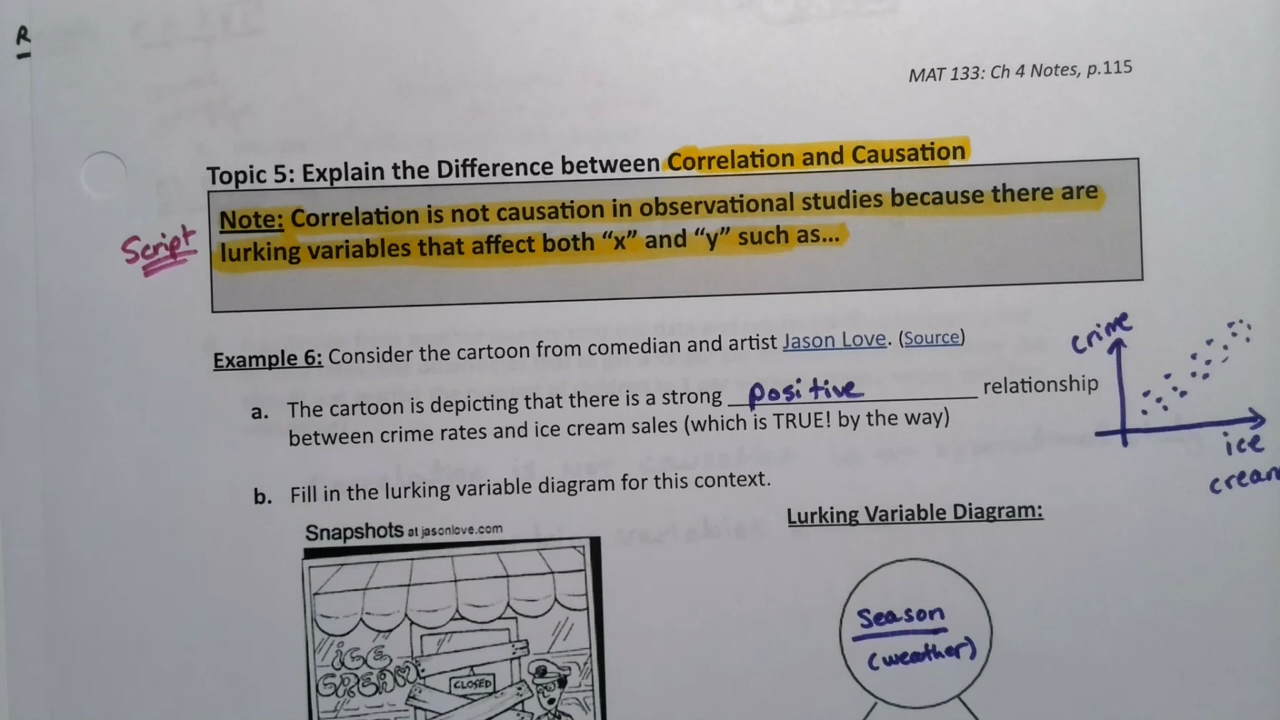 R
MAT 133: Ch 4 Notes, p.115
Topic 5: Explain the Difference between Correlation and Causation
Script
Note: Correlation is not causation in observational studies because there are
lurking variables that affect both “x” and “y” such as...
Example 6: Consider the cartoon from comedian and artist Jason Love. (Source)
a. The cartoon is depicting that there is a strong positive relationship
between crime rates and ice cream sales (which is TRUE! by the way)
crime
ice
cream
b. Fill in the lurking variable diagram for this context.
Snapshots at jasonlove.com
Lurking Variable Diagram:
ICE
CREAM
CLOSED
Season
(weather)